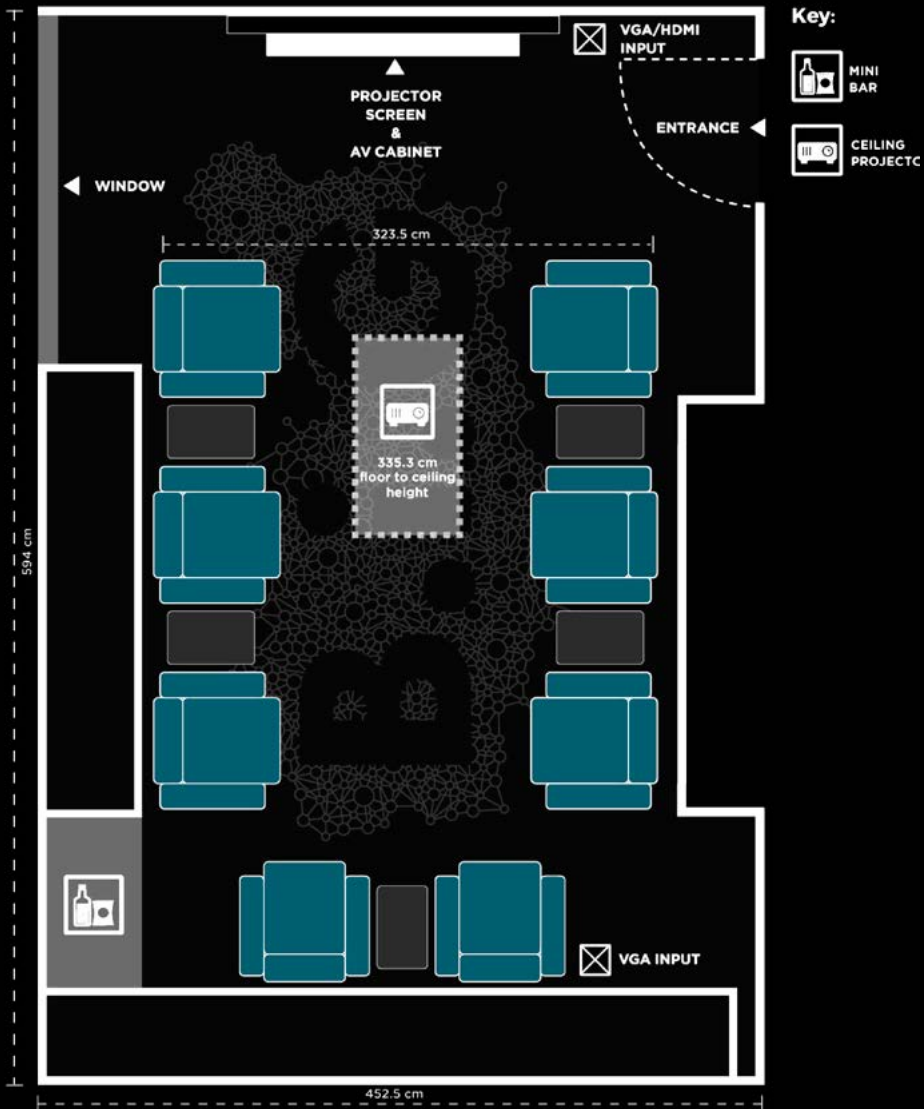 Key:
VGA/HDMI
INPUT
MINI
BAR
PROJECTOR
SCREEN
&
AV CABINET
ENTRANCE
CEILING
PROJECTO
WINDOW
323.5 cm
335.3 cm
floor to ceiling
height
594 cm
B
VGA INPUT
452.5 cm